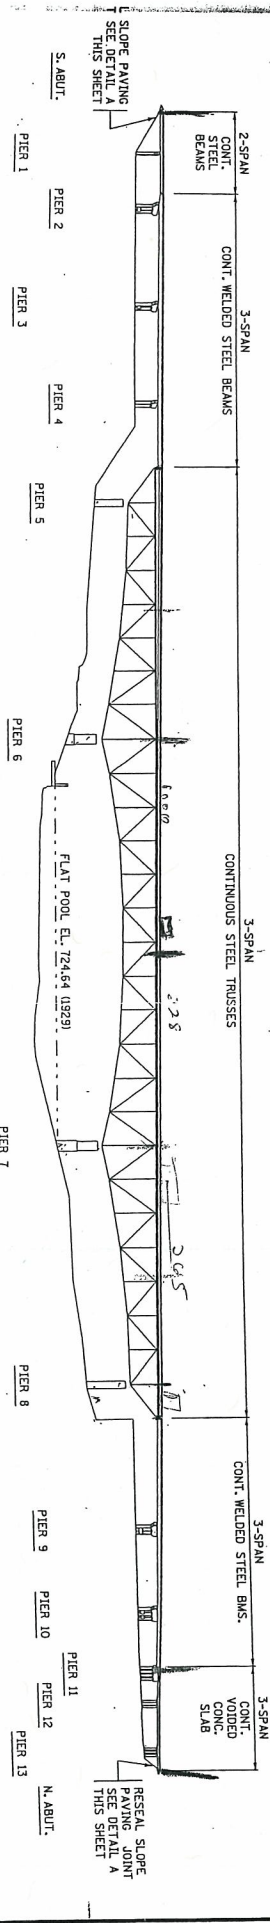 L SLOPE PAVING
SEE DETAIL A
THIS SHEET
2-SPAN
CONT.
STEEL
BEAMS
3-SPAN
CONT. WELDED STEEL BEAMS
3-SPAN
CONTINUOUS STEEL TRUSSES
3-SPAN
CONT. WELDED STEEL BMS.
3-SPAN
CONT.
VOIDED
CONC.
SLAB
RESEAL SLOPE
PAVING JOINT
SEE DETAIL A
THIS SHEET
FLAT POOL EL. 724.64 (1929)
S. ABUT.
PIER 1
PIER 2
PIER 3
PIER 4
PIER 5
PIER 6
PIER 7
PIER 8
PIER 9
PIER 10
PIER 11
PIER 12
PIER 13
N. ABUT.